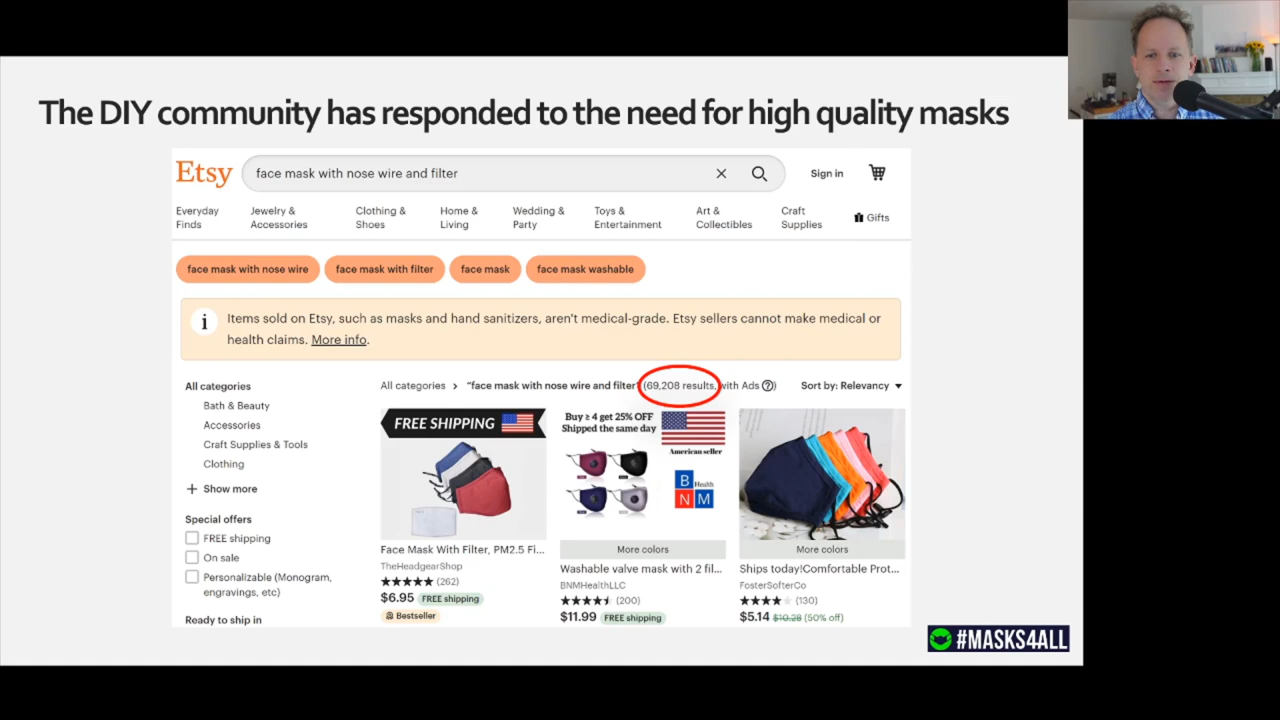 The DIY community has responded to the need for high quality masks
Etsy
face mask with nose wire and filter
Sign in
Everyday Finds
Jewelry & Accessories
Clothing & Shoes
Home & Living
Wedding & Party
Toys & Entertainment
Art & Collectibles
Craft Supplies
Gifts
face mask with nose wire
face mask with filter
face mask
face mask washable
i
Items sold on Etsy, such as masks and hand sanitizers, aren't medical-grade. Etsy sellers cannot make medical or
health claims. More info.
All categories
Bath & Beauty
Accessories
Craft Supplies & Tools
Clothing
+ Show more
Special offers
FREE shipping
On sale
Personalizable (Monogram,
engravings, etc)
Ready to ship in
All categories > "face mask with nose wire and filter" (69,208 results, with Ads ?)
Sort by: Relevancy
FREE SHIPPING
Face Mask With Filter, PM2.5 Fi...
TheHeadgearShop
★★★★★ (262)
$6.95 FREE shipping
Bestseller
Buy ≥ 4 get 25% OFF
Shipped the same day
American seller
B Health
N M
More colors
Washable valve mask with 2 fil...
BNMHealthLLC
(200)
$11.99 FREE shipping
More colors
Ships today!Comfortable Prot...
FosterSofterCo
(130)
$5.14 $10.28 (50% off)
#MASKS4ALL